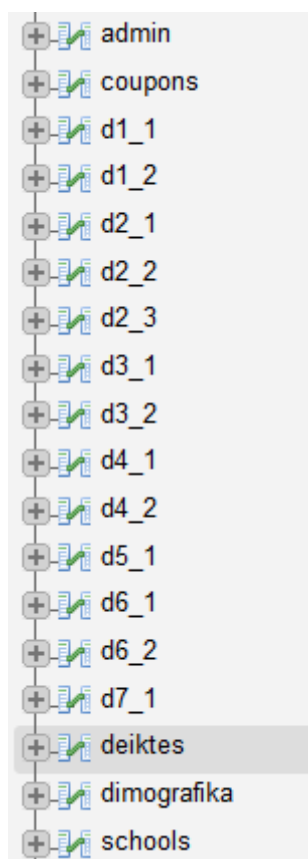 admin
coupons
d1_1
d1_2
d2_1
d2_2
d2_3
d3_1
d3_2
d4_1
d4_2
d5_1
d6_1
d6_2
d7_1
deiktes
dimografika
schools